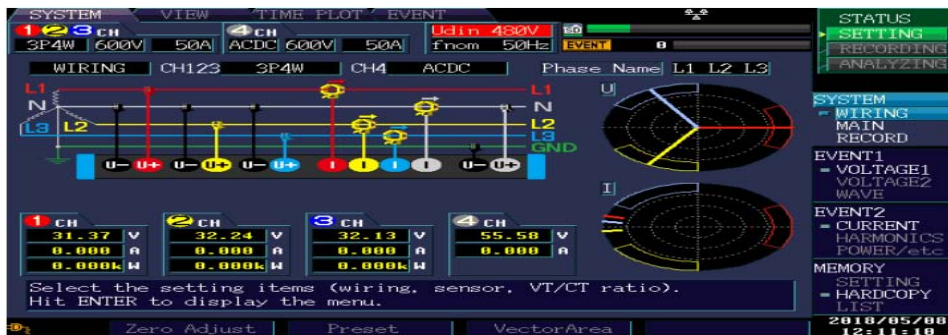 SYSTEM VIEW TIME PLOT EVENT
1 2 3 CH 4 CH Udin 480V SD
3P4W 600V 50A ACDC 600V 50A fnom 50Hz EVENT 0
WIRING CH123 3P4W CH4 ACDC Phase Name L1 L2 L3
L1 L1
N N
L3 L2 L2
L3
GND
U- U+ U- U+ U- U+ I I I I U- U+
U
I
1 CH 2 CH 3 CH 4 CH
31.37 V 32.24 V 32.13 V 55.58 V
0.000 A 0.000 A 0.000 A 0.000 A
0.000k W 0.000k W 0.000k W
Select the setting items (wiring, sensor, VT/CT ratio).
Hit ENTER to display the menu.
Zero Adjust Preset VectorArea
STATUS
SETTING
RECORDING
ANALYZING
SYSTEM
WIRING
MAIN
RECORD
EVENT1
VOLTAGE1
VOLTAGE2
WAVE
EVENT2
CURRENT
HARMONICS
POWER/etc
MEMORY
SETTING
HARDCOPY
LIST
2018/05/08
12:11:10